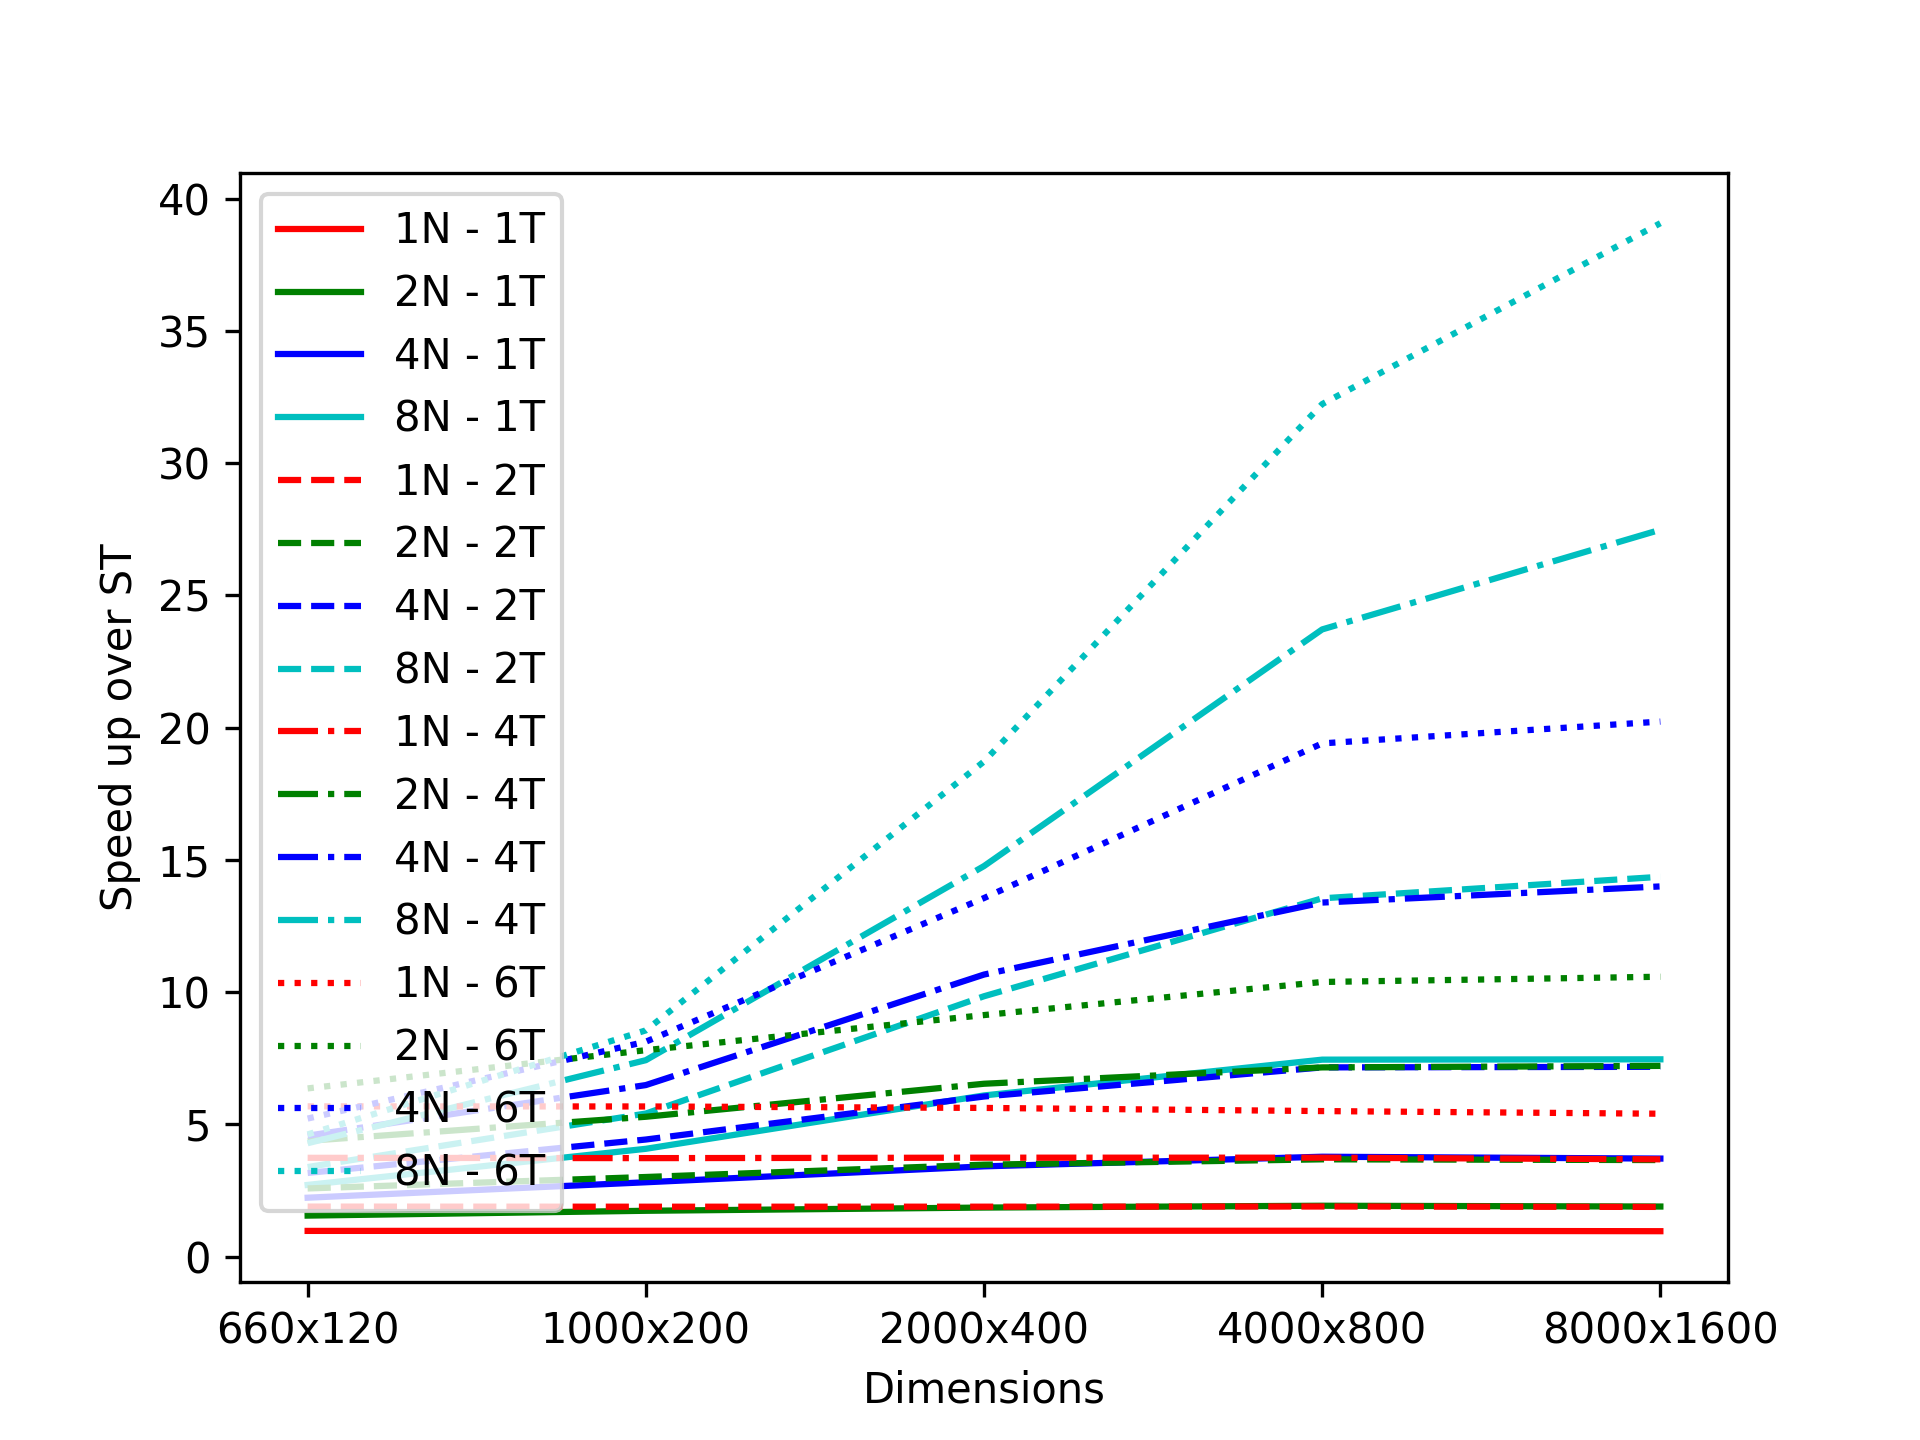 40
35
30
25
20
15
10
5
0
Speed up over ST
1N - 1T
2N - 1T
4N - 1T
8N - 1T
1N - 2T
2N - 2T
4N - 2T
8N - 2T
1N - 4T
2N - 4T
4N - 4T
8N - 4T
1N - 6T
2N - 6T
4N - 6T
8N - 6T
660x120 1000x200 2000x400 4000x800 8000x1600
Dimensions